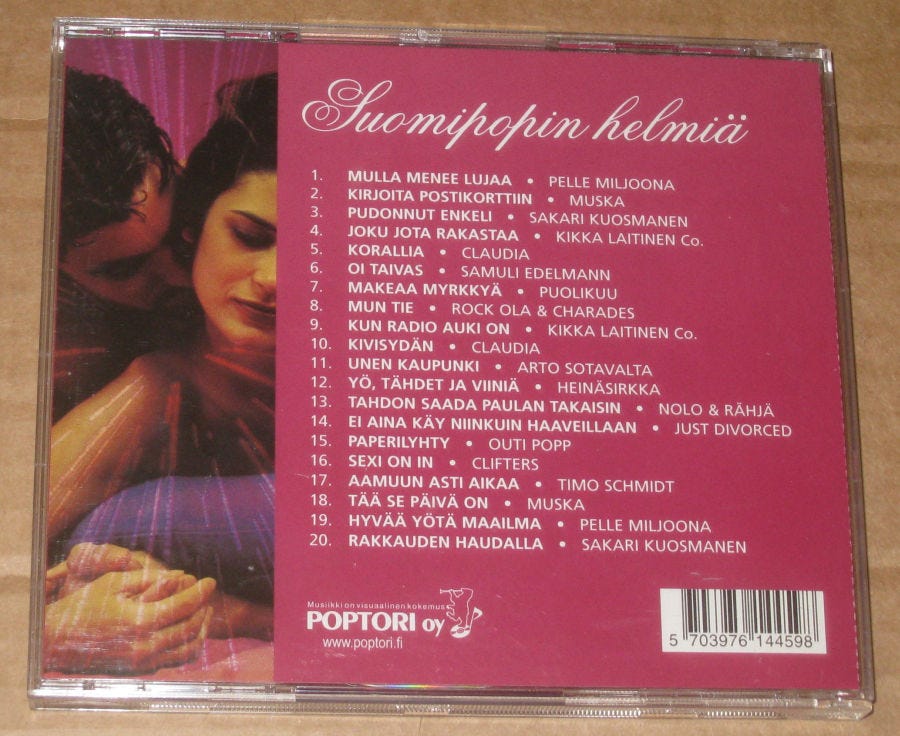 Suomipopin helmiä
1. MULLA MENEE LUJAA • PELLE MILJOONA
2. KIRJOITA POSTIKORTTIIN • MUSKA
3. PUDONNUT ENKELI • SAKARI KUOSMANEN
4. JOKU JOTA RAKASTAA • KIKKA LAITINEN Co.
5. KORALLIA • CLAUDIA
6. OI TAIVAS • SAMULI EDELMANN
7. MAKEAA MYRKKYÄ • PUOLIKUU
8. MUN TIE • ROCK OLA & CHARADES
9. KUN RADIO AUKI ON • KIKKA LAITINEN Co.
10. KIVISYDÄN • CLAUDIA
11. UNEN KAUPUNKI • ARTO SOTAVALTA
12. YÖ, TÄHDET JA VIINIÄ • HEINÄSIRKKA
13. TAHDON SAADA PAULAN TAKAISIN • NOLO & RÄHJÄ
14. EI AINA KÄY NIINKUIN HAAVEILLAAN • JUST DIVORCED
15. PAPERILYHTY • OUTI POPP
16. SEXI ON IN • CLIFTERS
17. AAMUUN ASTI AIKAA • TIMO SCHMIDT
18. TÄÄ SE PÄIVÄ ON • MUSKA
19. HYVÄÄ YÖTÄ MAAILMA • PELLE MILJOONA
20. RAKKAUDEN HAUDALLA • SAKARI KUOSMANEN
Musiikki on visuaalinen kokemus
POPTORI oy
www.poptori.fi
5 703976 144598